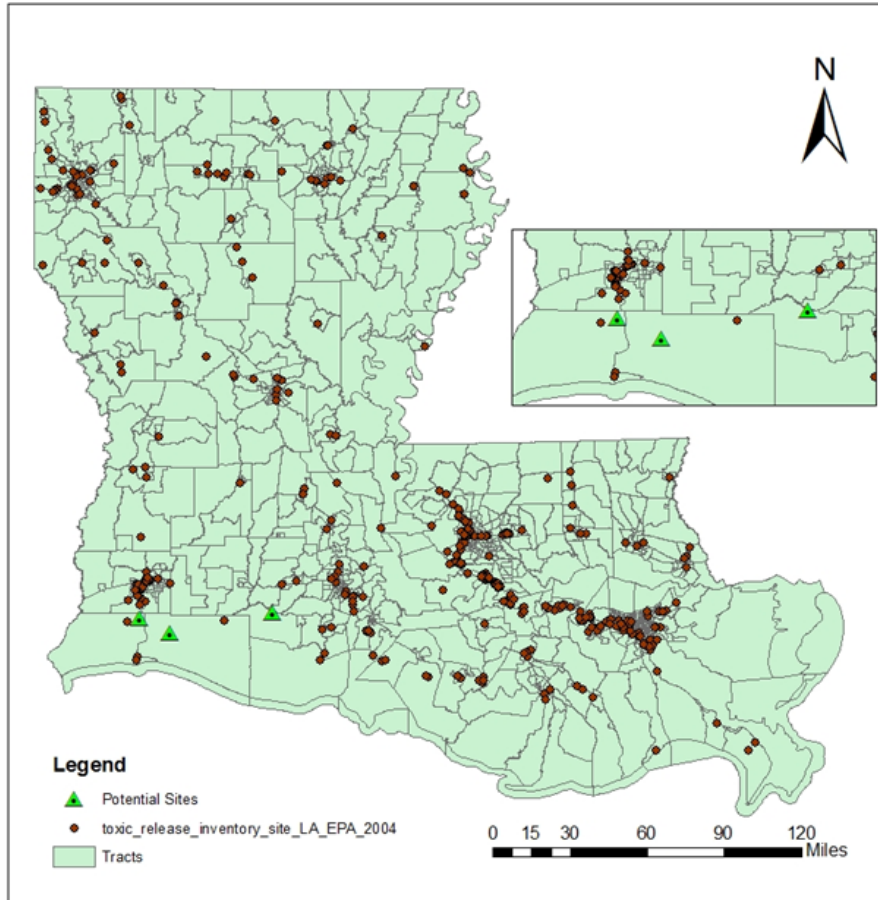 N
Legend
Potential Sites
toxic_release_inventory_site_LA_EPA_2004
Tracts
0 15 30 60 90 120
Miles